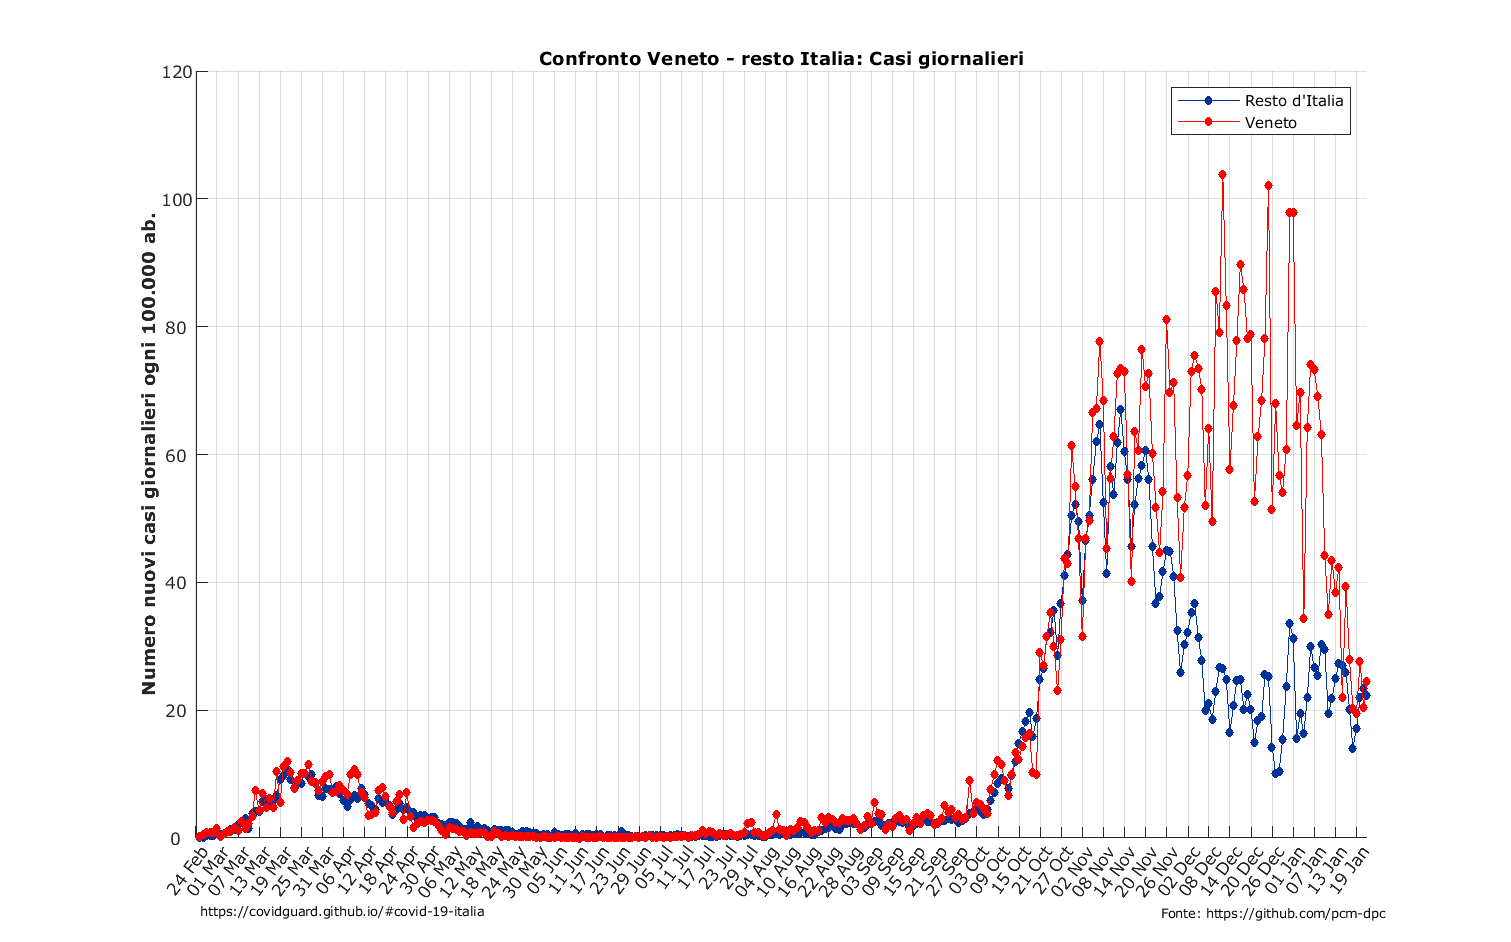 Confronto Veneto - resto Italia: Casi giornalieri
Resto d'Italia
Veneto
Numero nuovi casi giornalieri ogni 100.000 ab.
120
100
80
60
40
20
0
24 Feb
01 Mar
07 Mar
13 Mar
19 Mar
25 Mar
31 Mar
06 Apr
12 Apr
18 Apr
24 Apr
30 Apr
06 May
12 May
18 May
24 May
30 May
05 Jun
11 Jun
17 Jun
23 Jun
29 Jun
05 Jul
11 Jul
17 Jul
23 Jul
29 Jul
04 Aug
10 Aug
16 Aug
22 Aug
28 Aug
03 Sep
09 Sep
15 Sep
21 Sep
27 Sep
03 Oct
09 Oct
15 Oct
21 Oct
27 Oct
02 Nov
08 Nov
14 Nov
20 Nov
26 Nov
02 Dec
08 Dec
14 Dec
20 Dec
26 Dec
01 Jan
07 Jan
13 Jan
19 Jan
https://covidguard.github.io/#covid-19-italia
Fonte: https://github.com/pcm-dpc